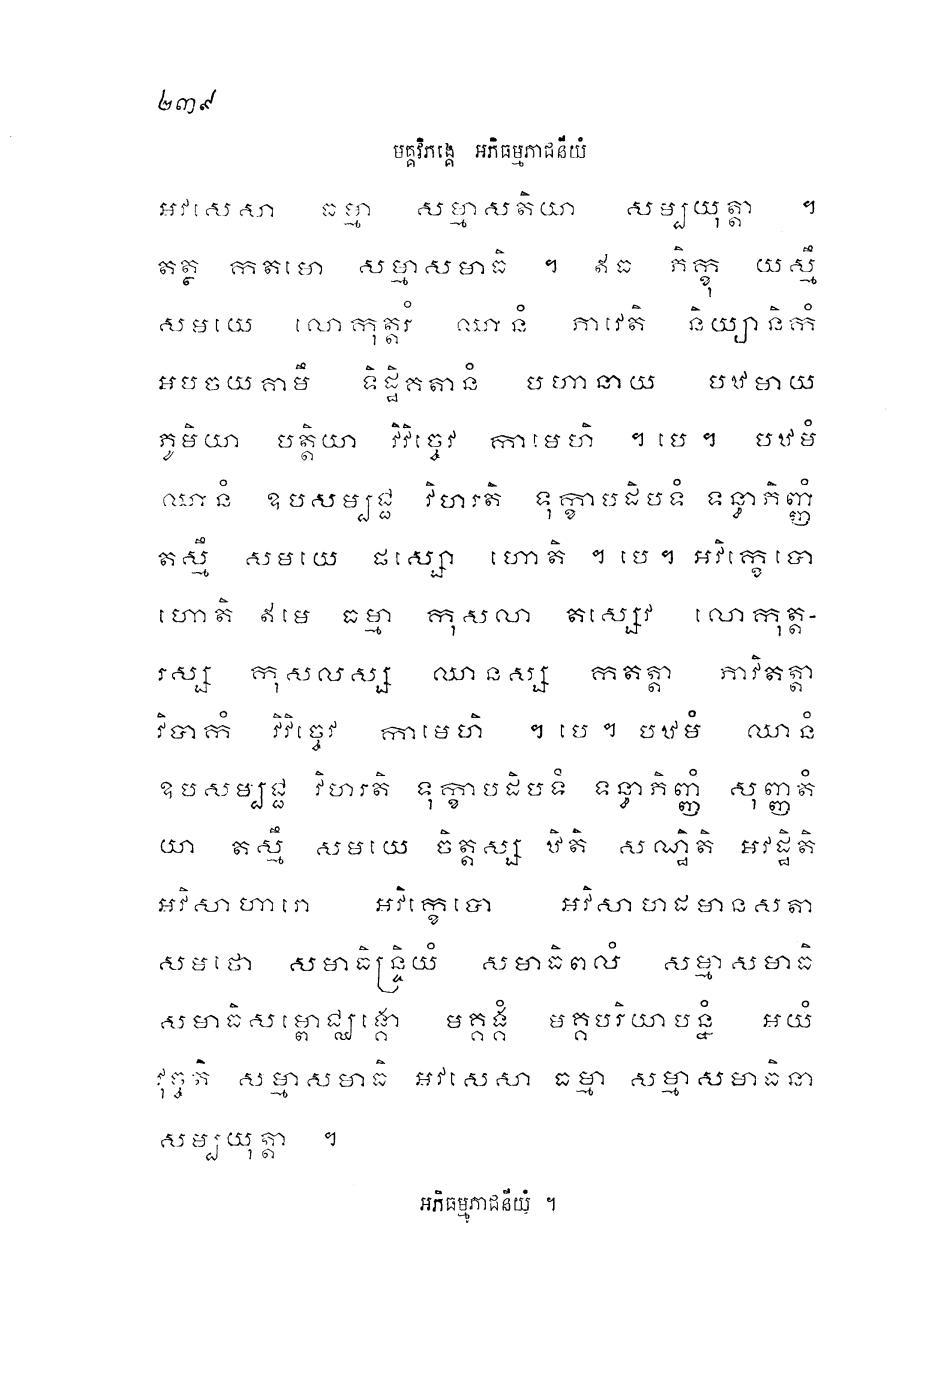 ២៣៩
មគ្គវិភង្គេ អភិធម្មភាជនីយំ
អវសេសា ធម្មា សម្មាសតិយា សម្បយុត្តា ។
តត្ថ កតមោ សម្មាសមាធិ ។ ឥធ ភិក្ខុ យស្មឹ
សមយេ លោកុត្តរំ ឈានំ ភាវេតិ និយ្យានិកំ
អបចយគាមឹ ទិដ្ឋិគតានំ បហានាយ បឋមាយ
ភូមិយា បត្តិយា វិវិច្ចេវ កាមេហិ ។ បេ ។ បឋមំ
ឈានំ ឧបសម្បជ្ជ វិហរតិ ទុក្ខាបដិបទំ ទន្ធាភិញ្ញំ
តស្មឹ សមយេ ផស្សោ ហោតិ ។ បេ ។ អវិក្ខេបោ
ហោតិ ឥមេ ធម្មា កុសលា តស្សេវ លោកុត្ត-
រស្ស កុសលស្ស ឈានស្ស កតត្តា ភាវិតត្តា
វិបាកំ វិវិច្ចេវ កាមេហិ ។ បេ ។ បឋមំ ឈានំ
ឧបសម្បជ្ជ វិហរតិ ទុក្ខាបដិបទំ ទន្ធាភិញ្ញំ សុញ្ញតំ
យា តស្មឹ សមយេ ចិត្តស្ស ឋិតិ សណ្ឋិតិ អវដ្ឋិតិ
អវិសាហារោ អវិក្ខេបោ អវិសាហដមានសតា
សមថោ សមាធិន្ទ្រិយំ សមាធិពលំ សម្មាសមាធិ
សមាធិសម្ពោជ្ឈង្គោ មគ្គង្គំ មគ្គបរិយាបន្នំ អយំ
វុច្ចតិ សម្មាសមាធិ អវសេសា ធម្មា សម្មាសមាធិនា
សម្បយុត្តា ។
អភិធម្មភាជនីយំ ។